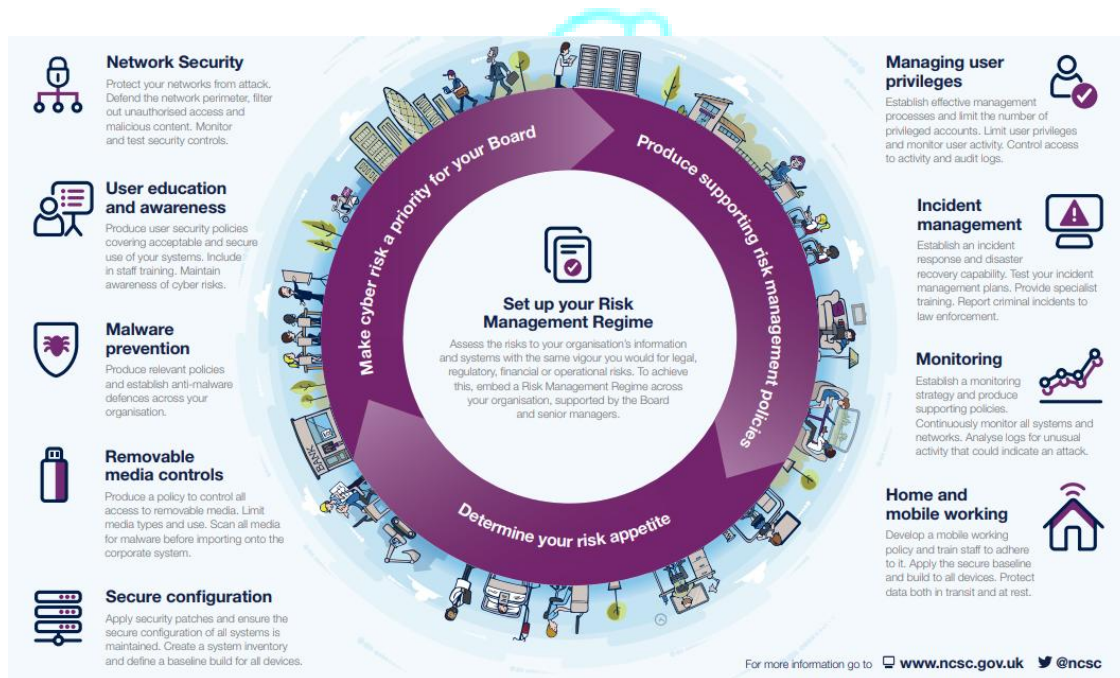 Network Security
Protect your networks from attack.
Defend the network perimeter, filter
out unauthorised access and
malicious content. Monitor
and test security controls.
User education
and awareness
Produce user security policies
covering acceptable and secure
use of your systems. Include
in staff training. Maintain
awareness of cyber risks.
Malware
prevention
Produce relevant policies
and establish anti-malware
defences across your
organisation.
Removable
media controls
Produce a policy to control all
access to removable media. Limit
media types and use. Scan all media
for malware before importing onto the
corporate system.
Secure configuration
Apply security patches and ensure the
secure configuration of all systems is
maintained. Create a system inventory
and define a baseline build for all devices.
Make cyber risk a priority for your Board
Produce supporting risk management policies
Determine your risk appetite
BANK
Set up your Risk
Management Regime
Assess the risks to your organisation's information
and systems with the same vigour you would for legal,
regulatory, financial or operational risks. To achieve
this, embed a Risk Management Regime across
your organisation, supported by the Board
and senior managers.
Managing user
privileges
Establish effective management
processes and limit the number of
privileged accounts. Limit user privileges
and monitor user activity. Control access
to activity and audit logs.
Incident
management
Establish an incident
response and disaster
recovery capability. Test your incident
management plans. Provide specialist
training. Report criminal incidents to
law enforcement.
Monitoring
Establish a monitoring
strategy and produce
supporting policies.
Continuously monitor all systems and
networks. Analyse logs for unusual
activity that could indicate an attack.
Home and
mobile working
Develop a mobile working
policy and train staff to adhere
to it. Apply the secure baseline
and build to all devices. Protect
data both in transit and at rest.
For more information go to www.ncsc.gov.uk @ncsc